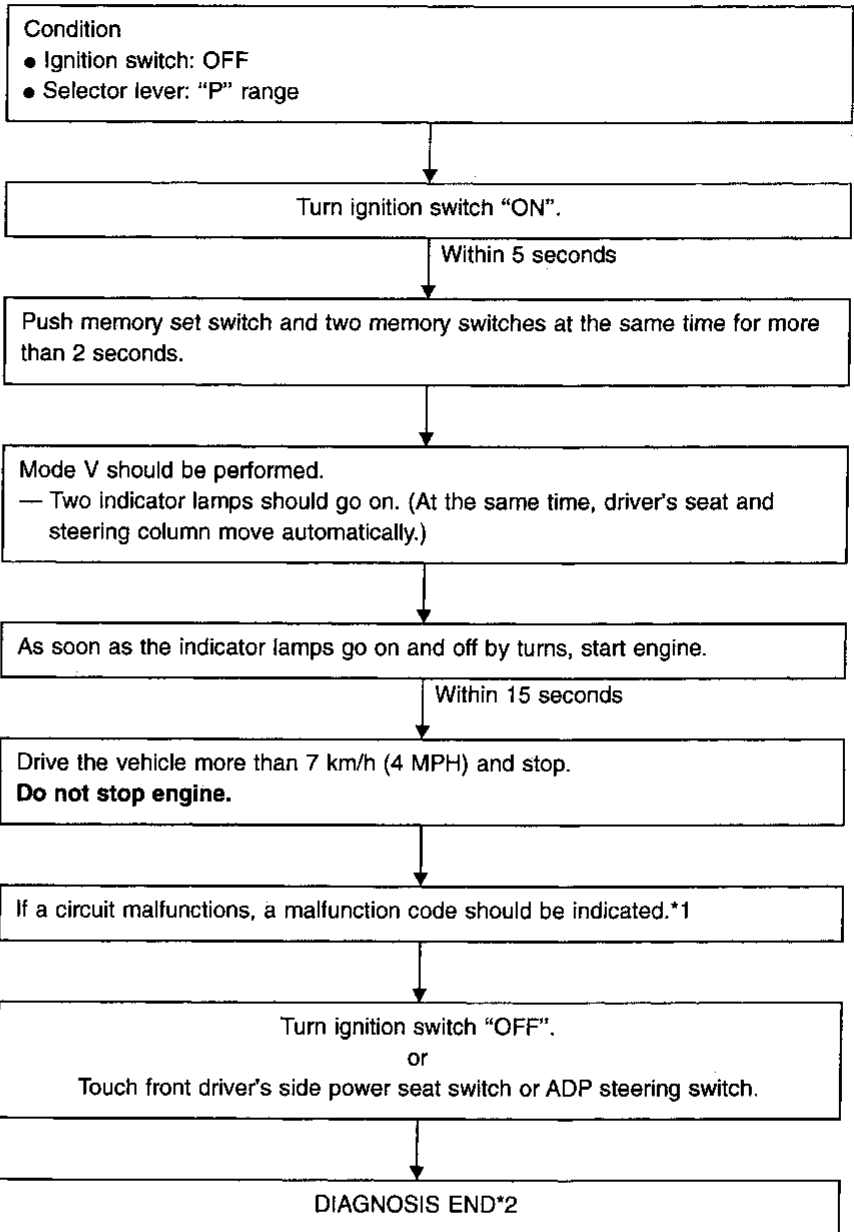 Condition
● Ignition switch: OFF
● Selector lever: "P" range
Turn ignition switch "ON".
Within 5 seconds
Push memory set switch and two memory switches at the same time for more
than 2 seconds.
Mode V should be performed.
— Two indicator lamps should go on. (At the same time, driver's seat and
steering column move automatically.)
As soon as the indicator lamps go on and off by turns, start engine.
Within 15 seconds
Drive the vehicle more than 7 km/h (4 MPH) and stop.
Do not stop engine.
If a circuit malfunctions, a malfunction code should be indicated.*1
Turn ignition switch "OFF".
or
Touch front driver's side power seat switch or ADP steering switch.
DIAGNOSIS END*2